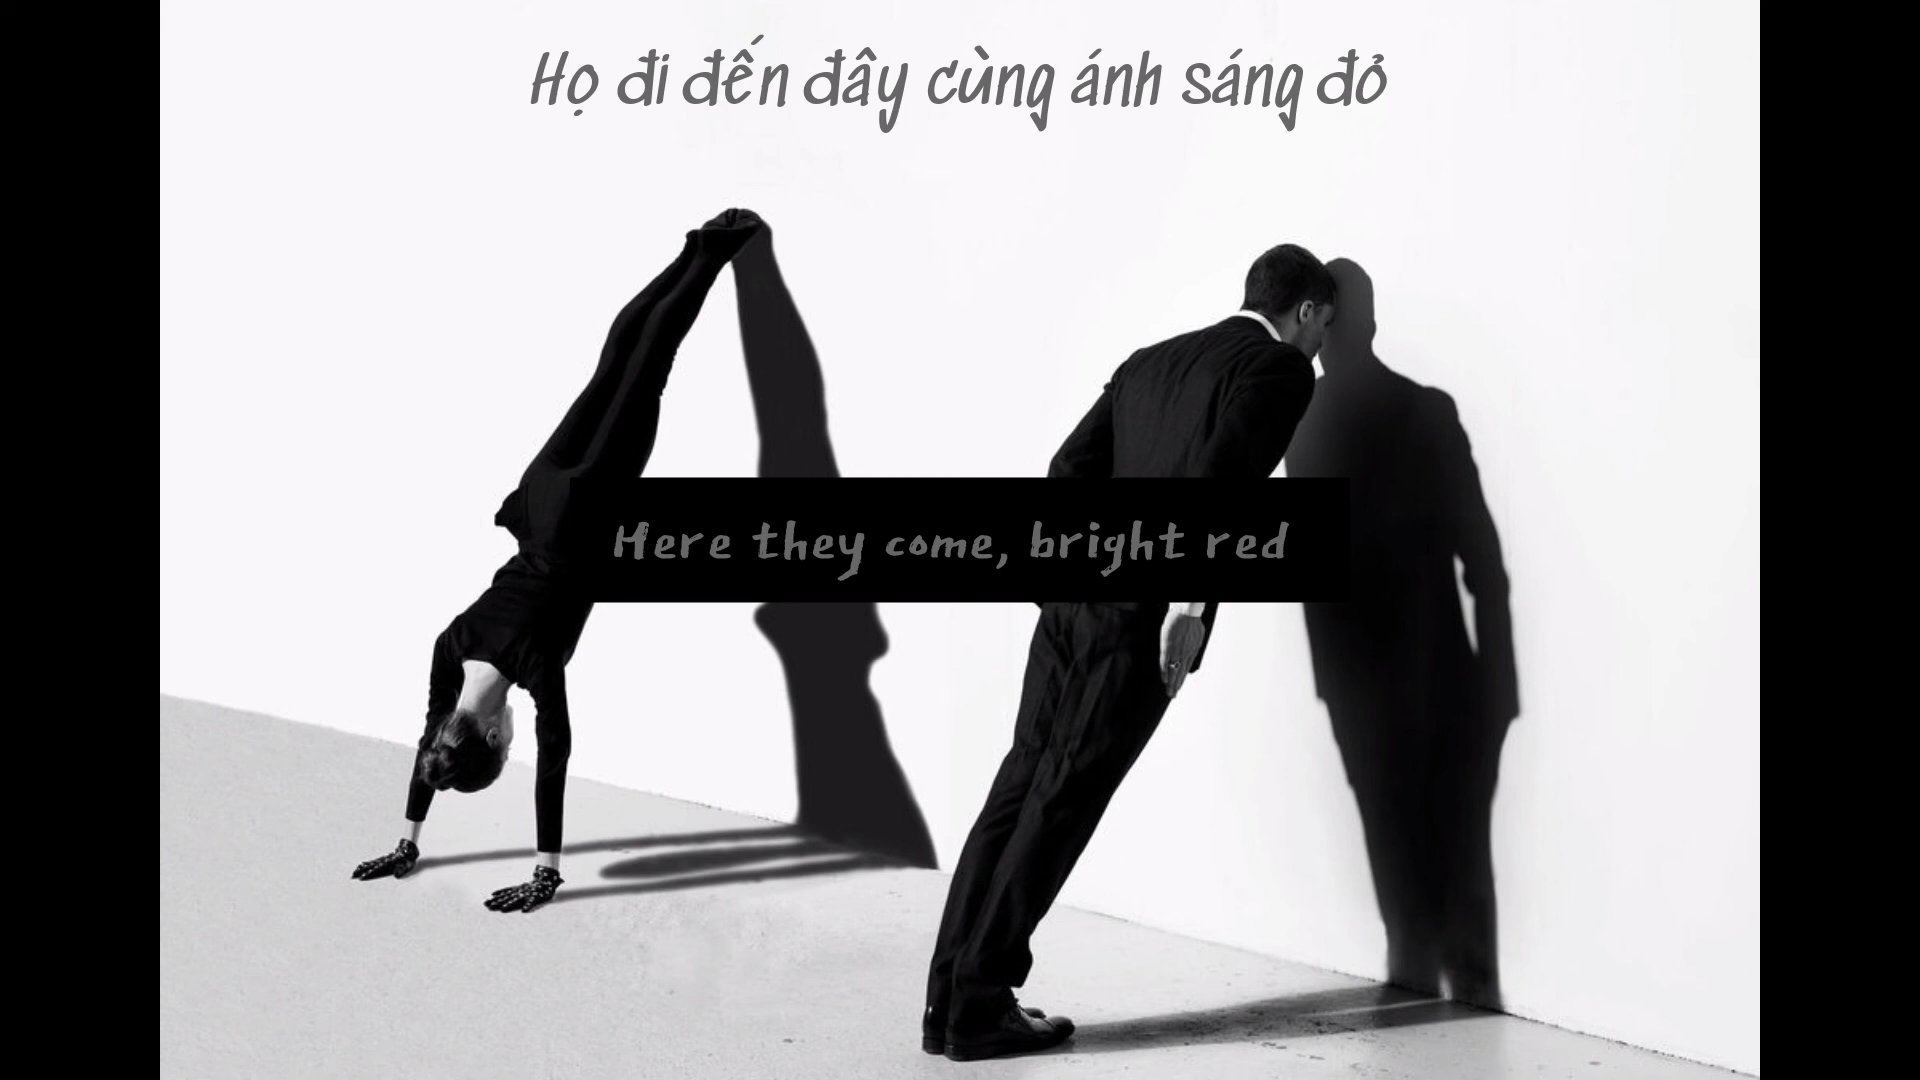 Họ đi đến đây cùng ánh sáng đỏ
Here they come, bright red